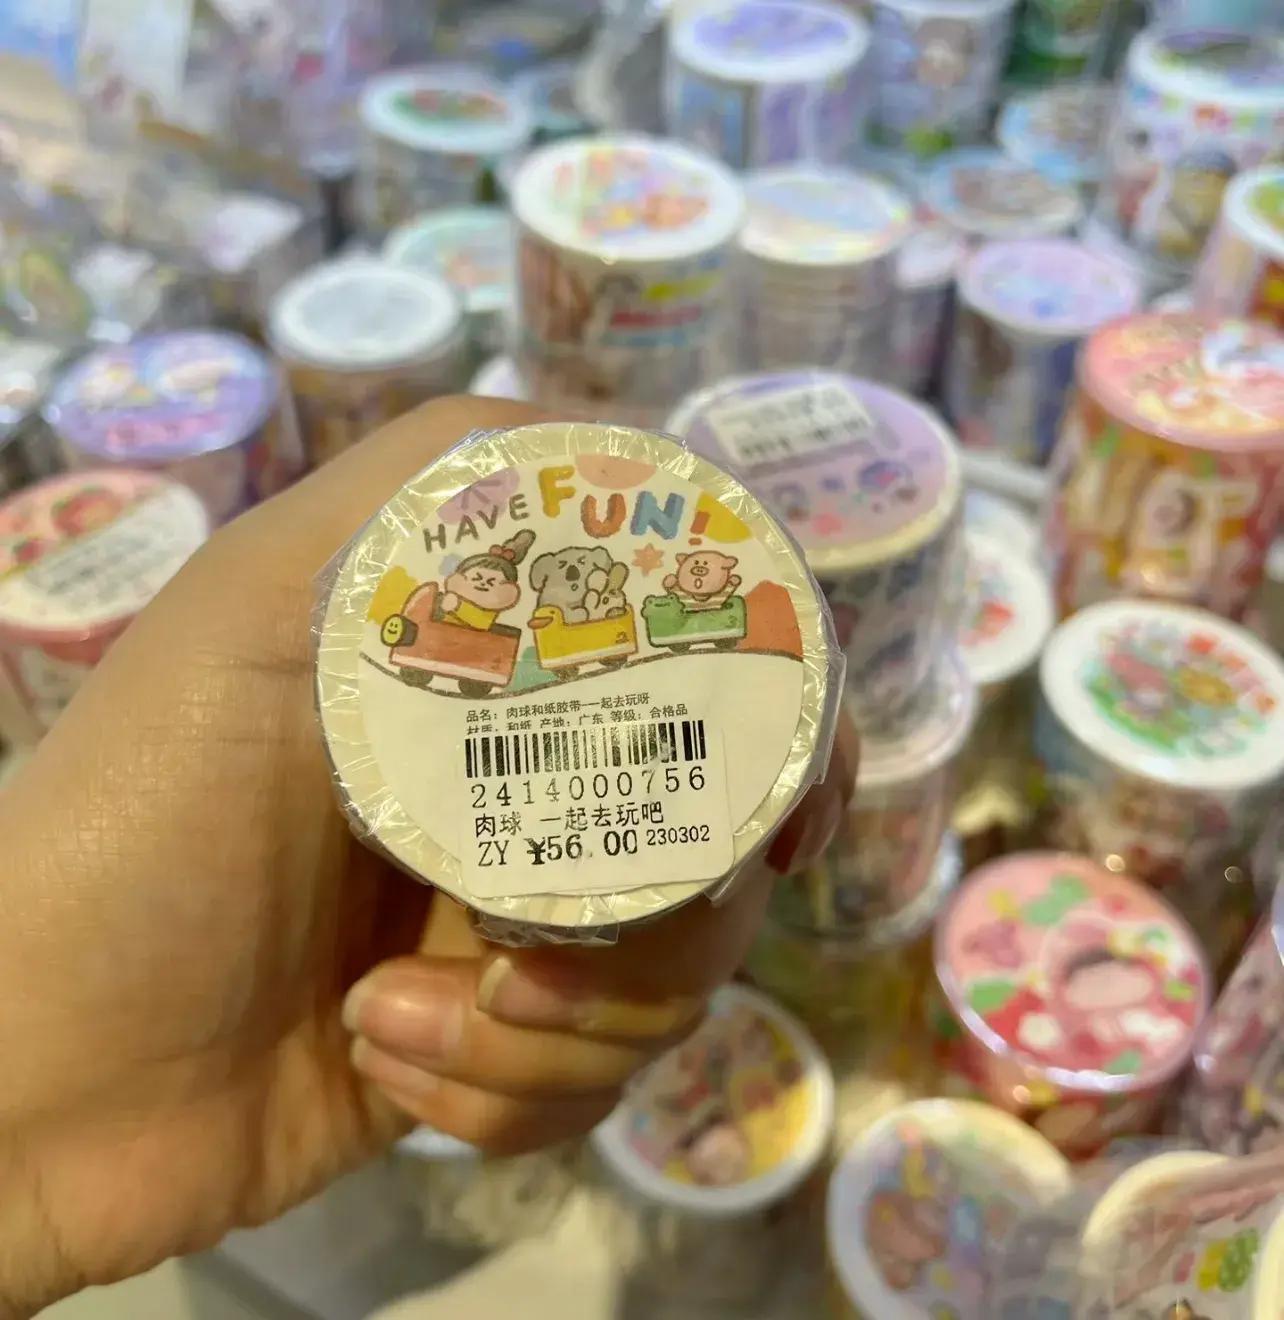 HAVE FUN!
品名：肉球和纸胶带——起去玩呀
材质：和纸 产地：广东 等级：合格品
2414000756
肉球 一起去玩吧
ZY ¥56.00 230302